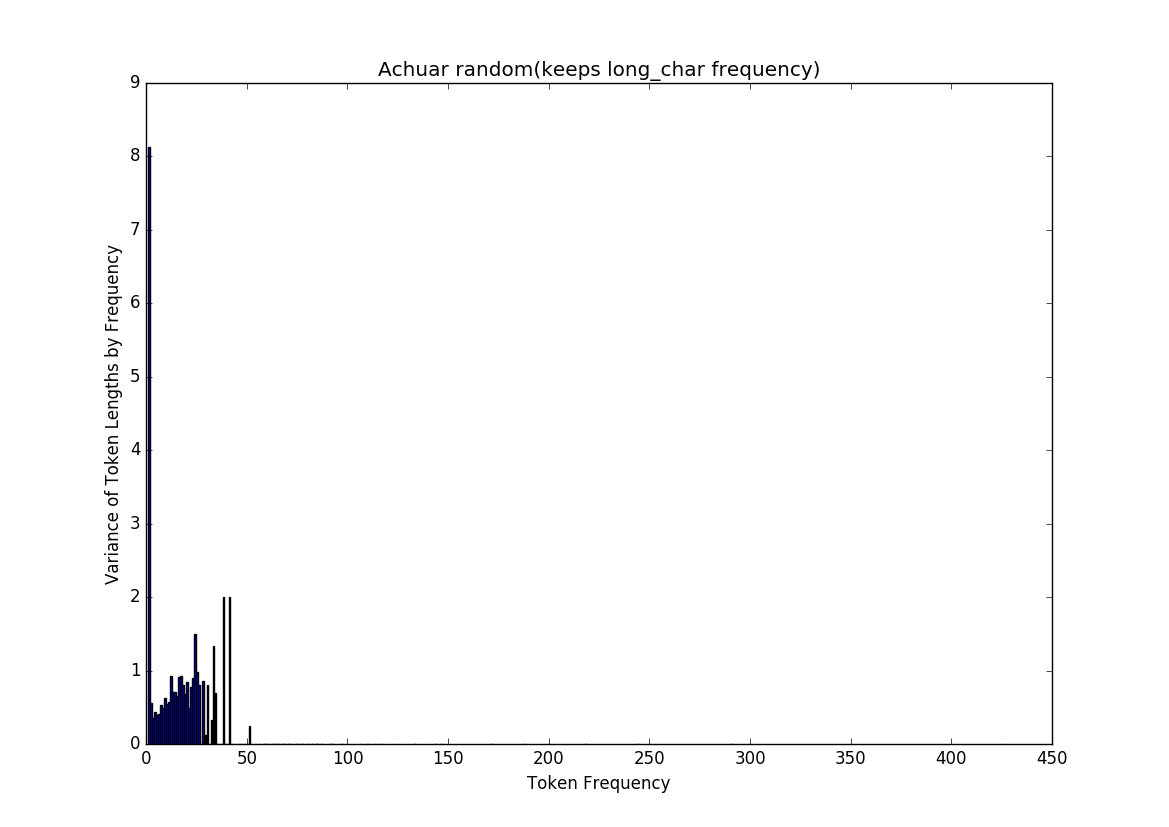 Achuar random(keeps long_char frequency)
9
8
7
6
5
4
3
2
1
0
Variance of Token Lengths by Frequency
0 50 100 150 200 250 300 350 400 450
Token Frequency